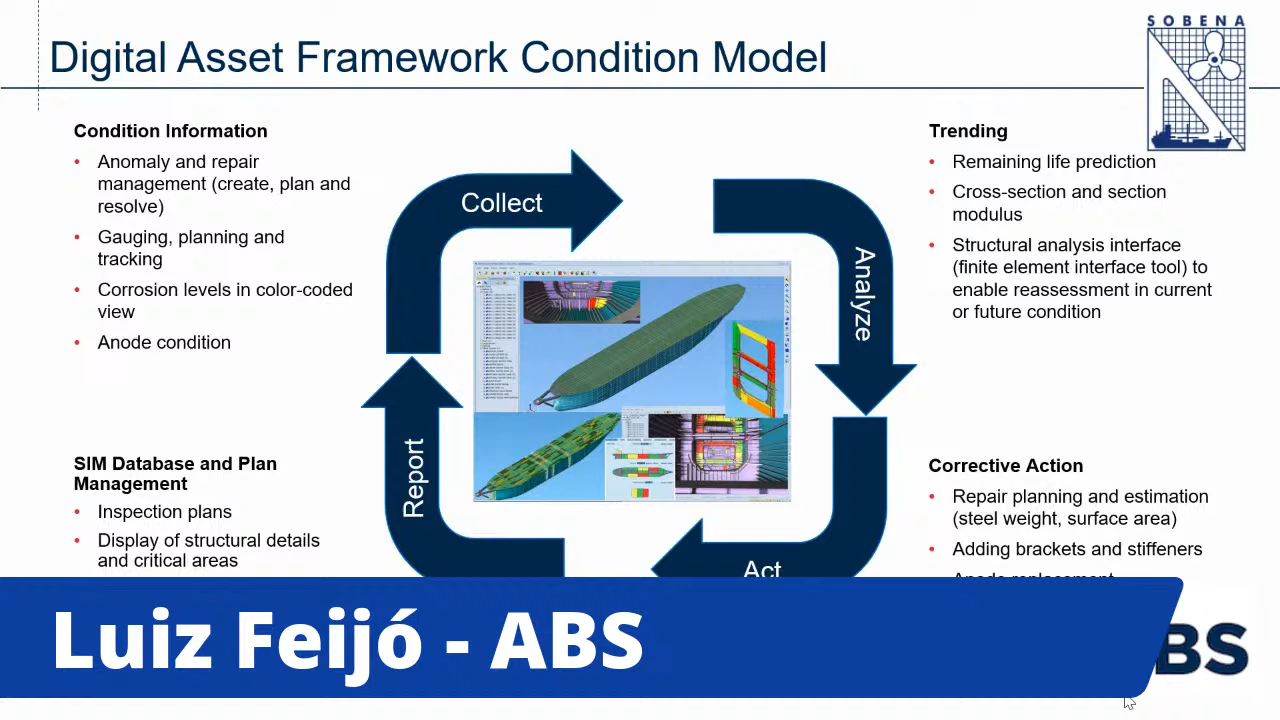 SOBENA
Digital Asset Framework Condition Model
Condition Information
• Anomaly and repair
management (create, plan and
resolve)
• Gauging, planning and
tracking
• Corrosion levels in color-coded
view
• Anode condition
SIM Database and Plan
Management
• Inspection plans
• Display of structural details
and critical areas
Collect
Analyze
Act
Report
Trending
• Remaining life prediction
• Cross-section and section
modulus
• Structural analysis interface
(finite element interface tool) to
enable reassessment in current
or future condition
Corrective Action
• Repair planning and estimation
(steel weight, surface area)
• Adding brackets and stiffeners
Anode replacement
Luiz Feijó - ABS
BS